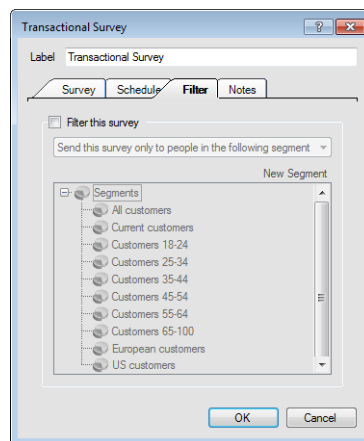 Transactional Survey
Label Transactional Survey
Survey Schedule Filter Notes
Filter this survey
Send this survey only to people in the following segment
New Segment
Segments
All customers
Current customers
Customers 18-24
Customers 25-34
Customers 35-44
Customers 45-54
Customers 55-64
Customers 65-100
European customers
US customers
OK Cancel